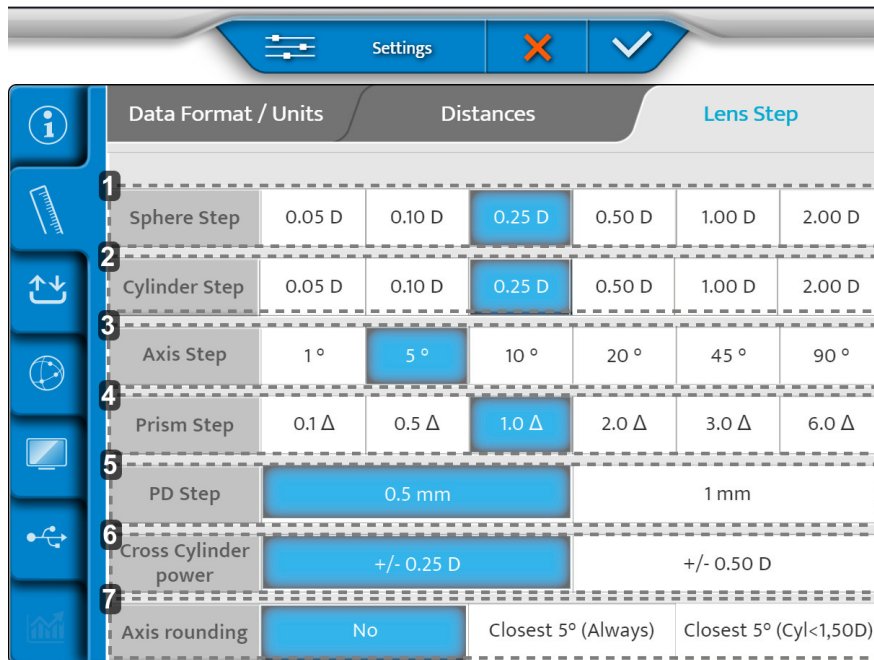 Settings
Data Format / Units Distances Lens Step
1
Sphere Step 0.05 D 0.10 D 0.25 D 0.50 D 1.00 D 2.00 D
2
Cylinder Step 0.05 D 0.10 D 0.25 D 0.50 D 1.00 D 2.00 D
3
Axis Step 1 º 5 º 10 º 20 º 45 º 90 º
4
Prism Step 0.1 Δ 0.5 Δ 1.0 Δ 2.0 Δ 3.0 Δ 6.0 Δ
5
PD Step 0.5 mm 1 mm
6
Cross Cylinder
power +/- 0.25 D +/- 0.50 D
7
Axis rounding No Closest 5º (Always) Closest 5º (Cyl<1,50D)